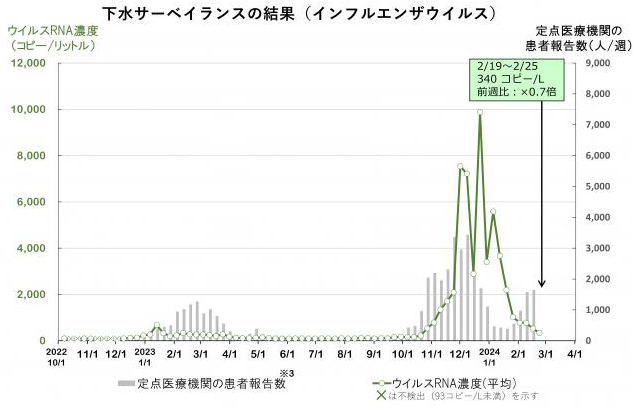 下水サーベイランスの結果（インフルエンザウイルス）
ウイルスRNA濃度
（コピー/リットル）
定点医療機関の
患者報告数(人/週)
2/19～2/25
340 コピー/L
前週比：×0.7倍
12,000
10,000
8,000
6,000
4,000
2,000
0
9,000
8,000
7,000
6,000
5,000
4,000
3,000
2,000
1,000
0
2022 2023 2024
10/1 11/1 12/1 1/1 2/1 3/1 4/1 5/1 6/1 7/1 8/1 9/1 10/1 11/1 12/1 1/1 2/1 3/1 4/1
※3
定点医療機関の患者報告数 ウイルスRNA濃度(平均)
×は不検出（93コピー/L未満）を示す